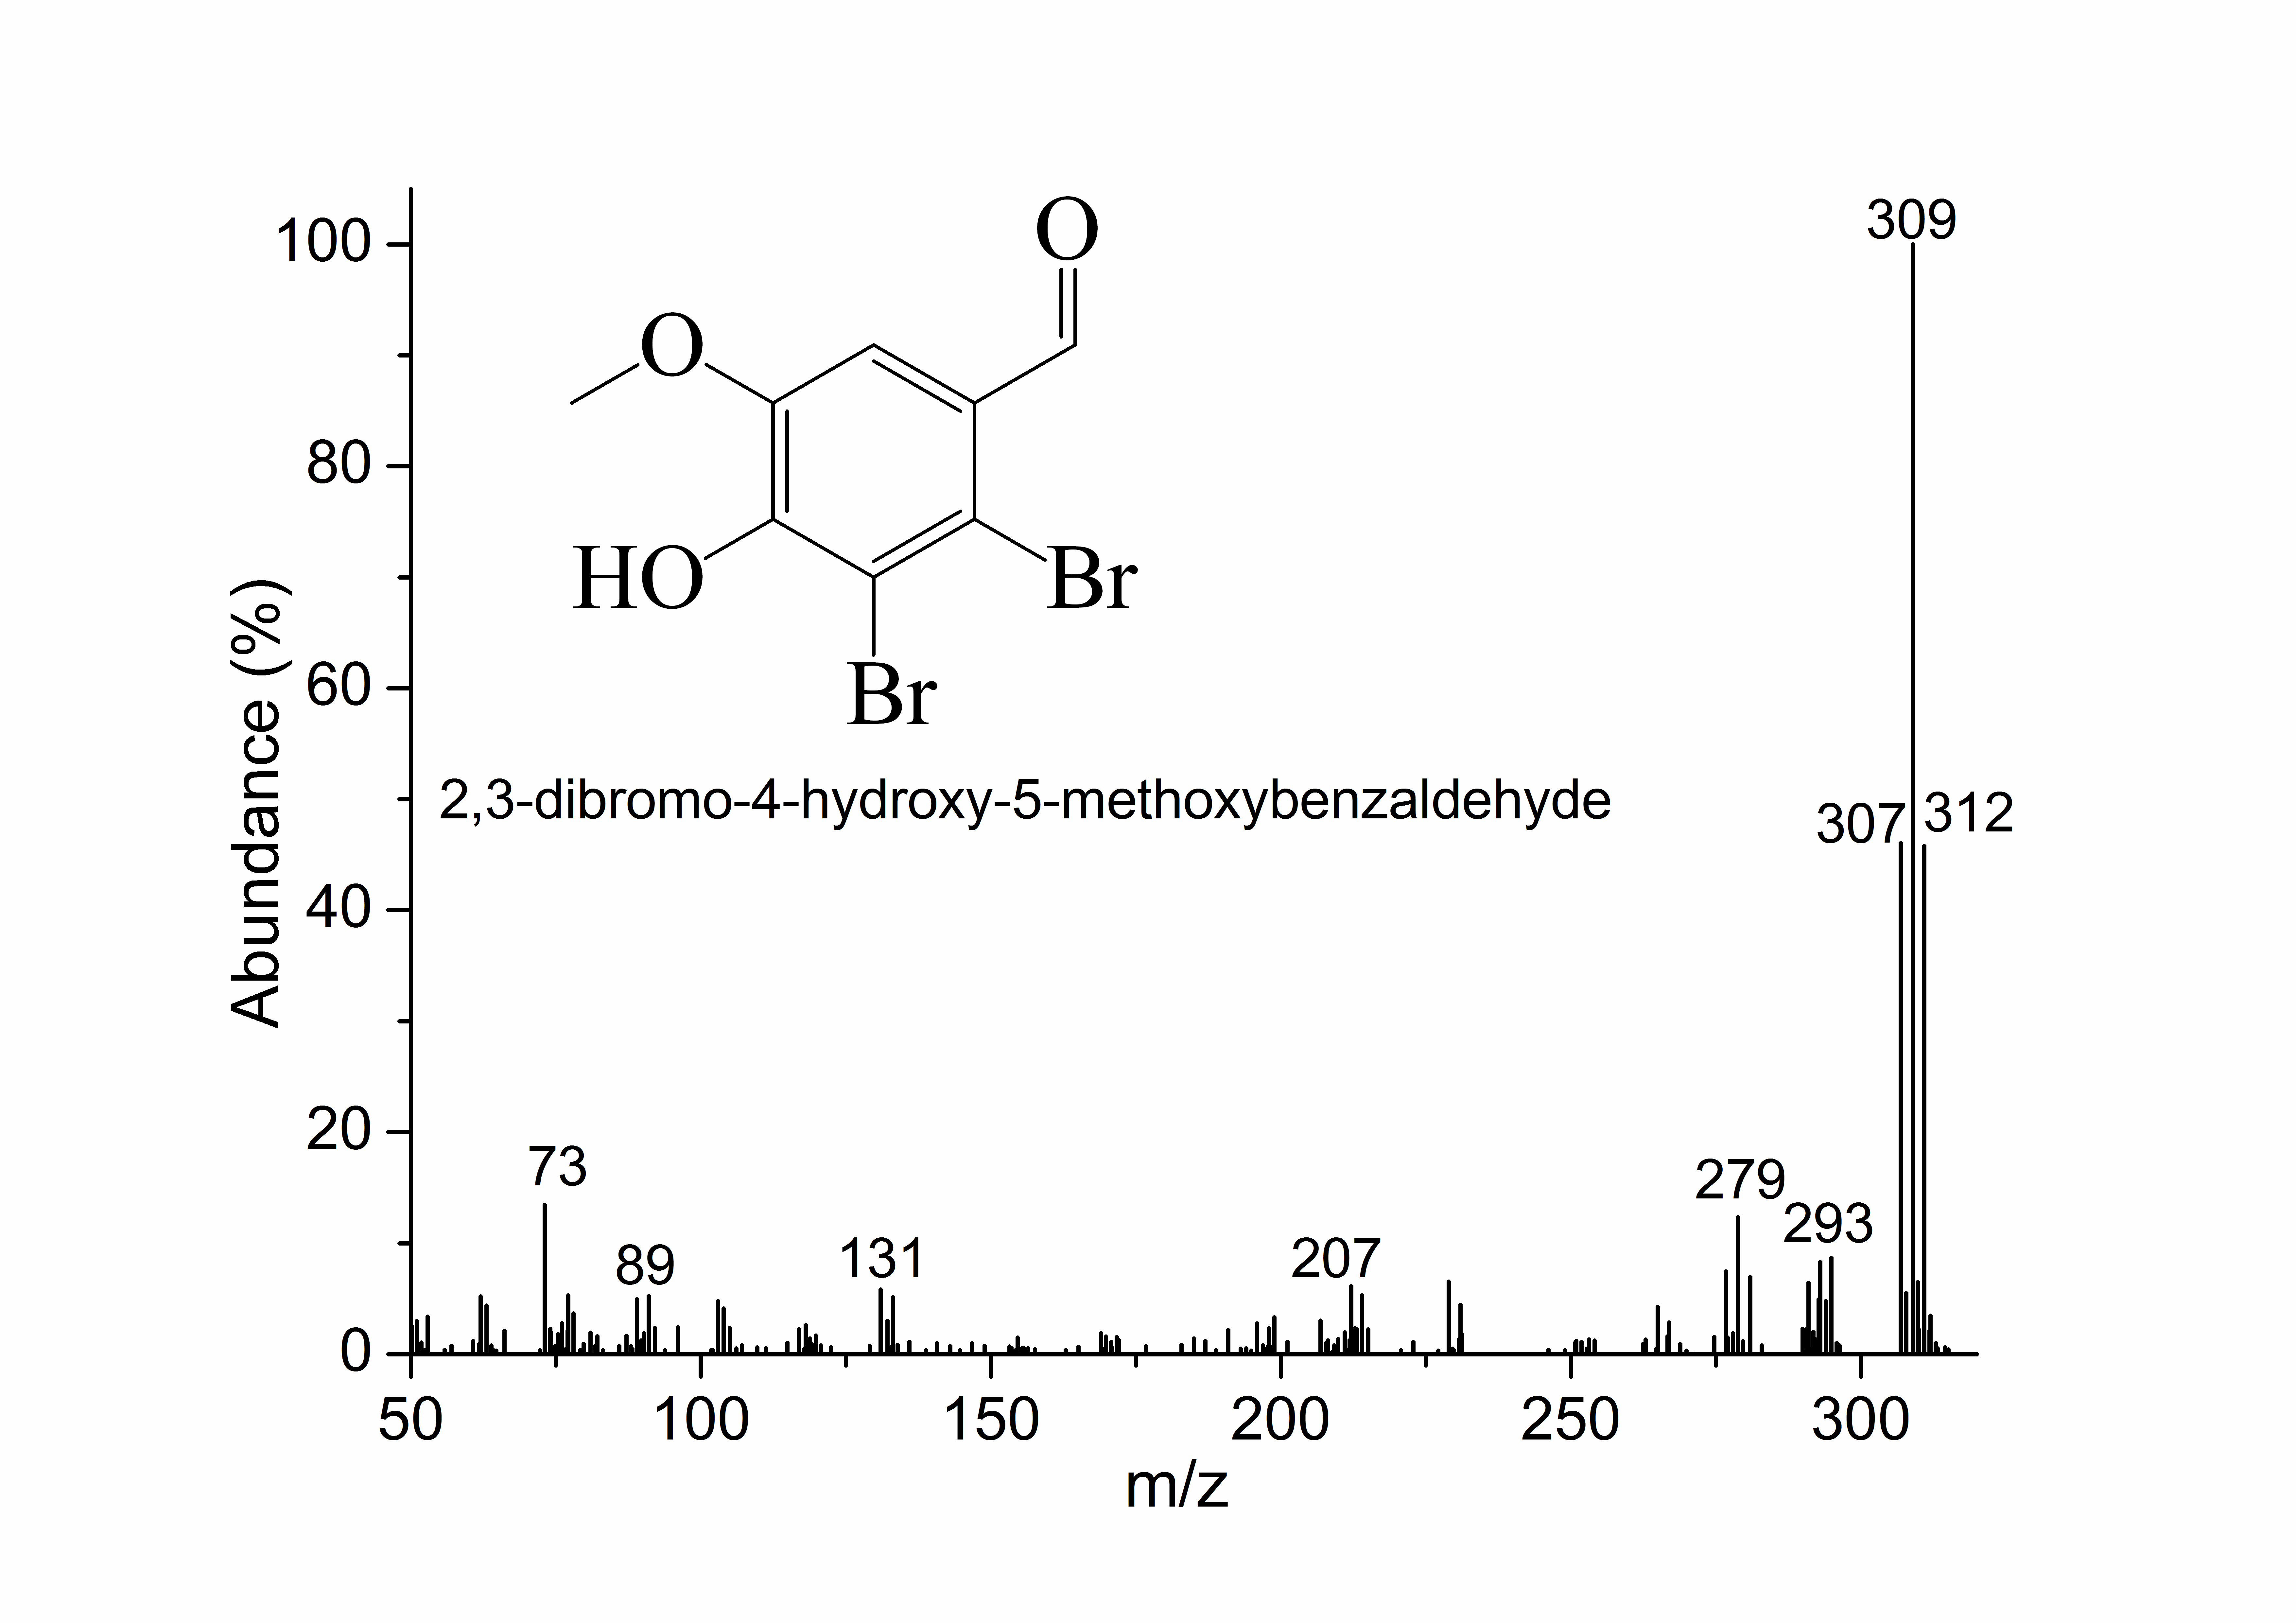 309
100
O
O
80
HO
Br
60
Br
2,3-dibromo-4-hydroxy-5-methoxybenzaldehyde
307
312
Abundance (%)
40
20
73
279
293
89
131
207
0
50
100
150
200
250
300
m/z